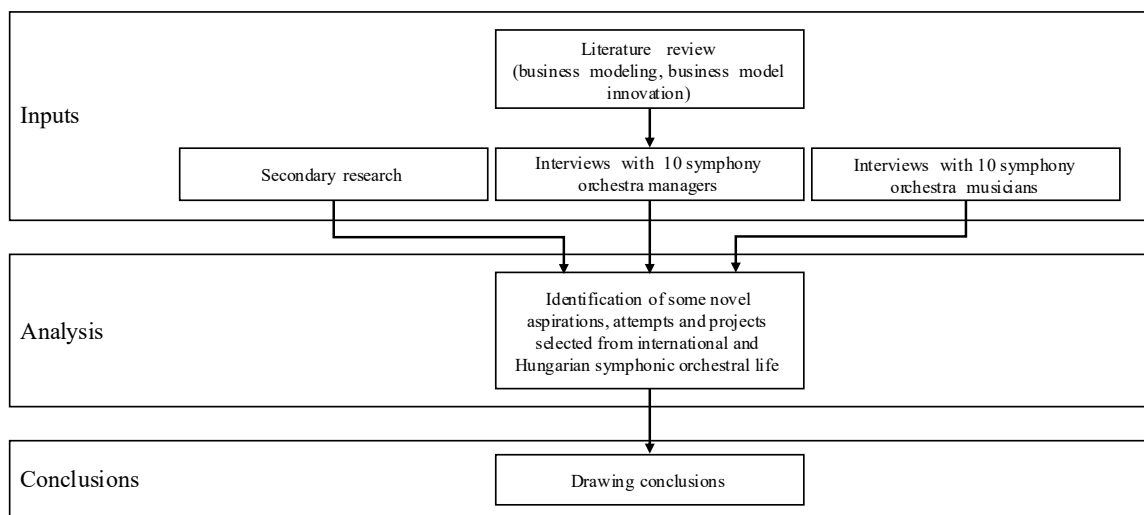 Literature review
(business modeling, business model
innovation)
Inputs
Secondary research
Interviews with 10 symphony
orchestra managers
Interviews with 10 symphony
orchestra musicians
Analysis
Identification of some novel
aspirations, attempts and projects
selected from international and
Hungarian symphonic orchestral life
Conclusions
Drawing conclusions